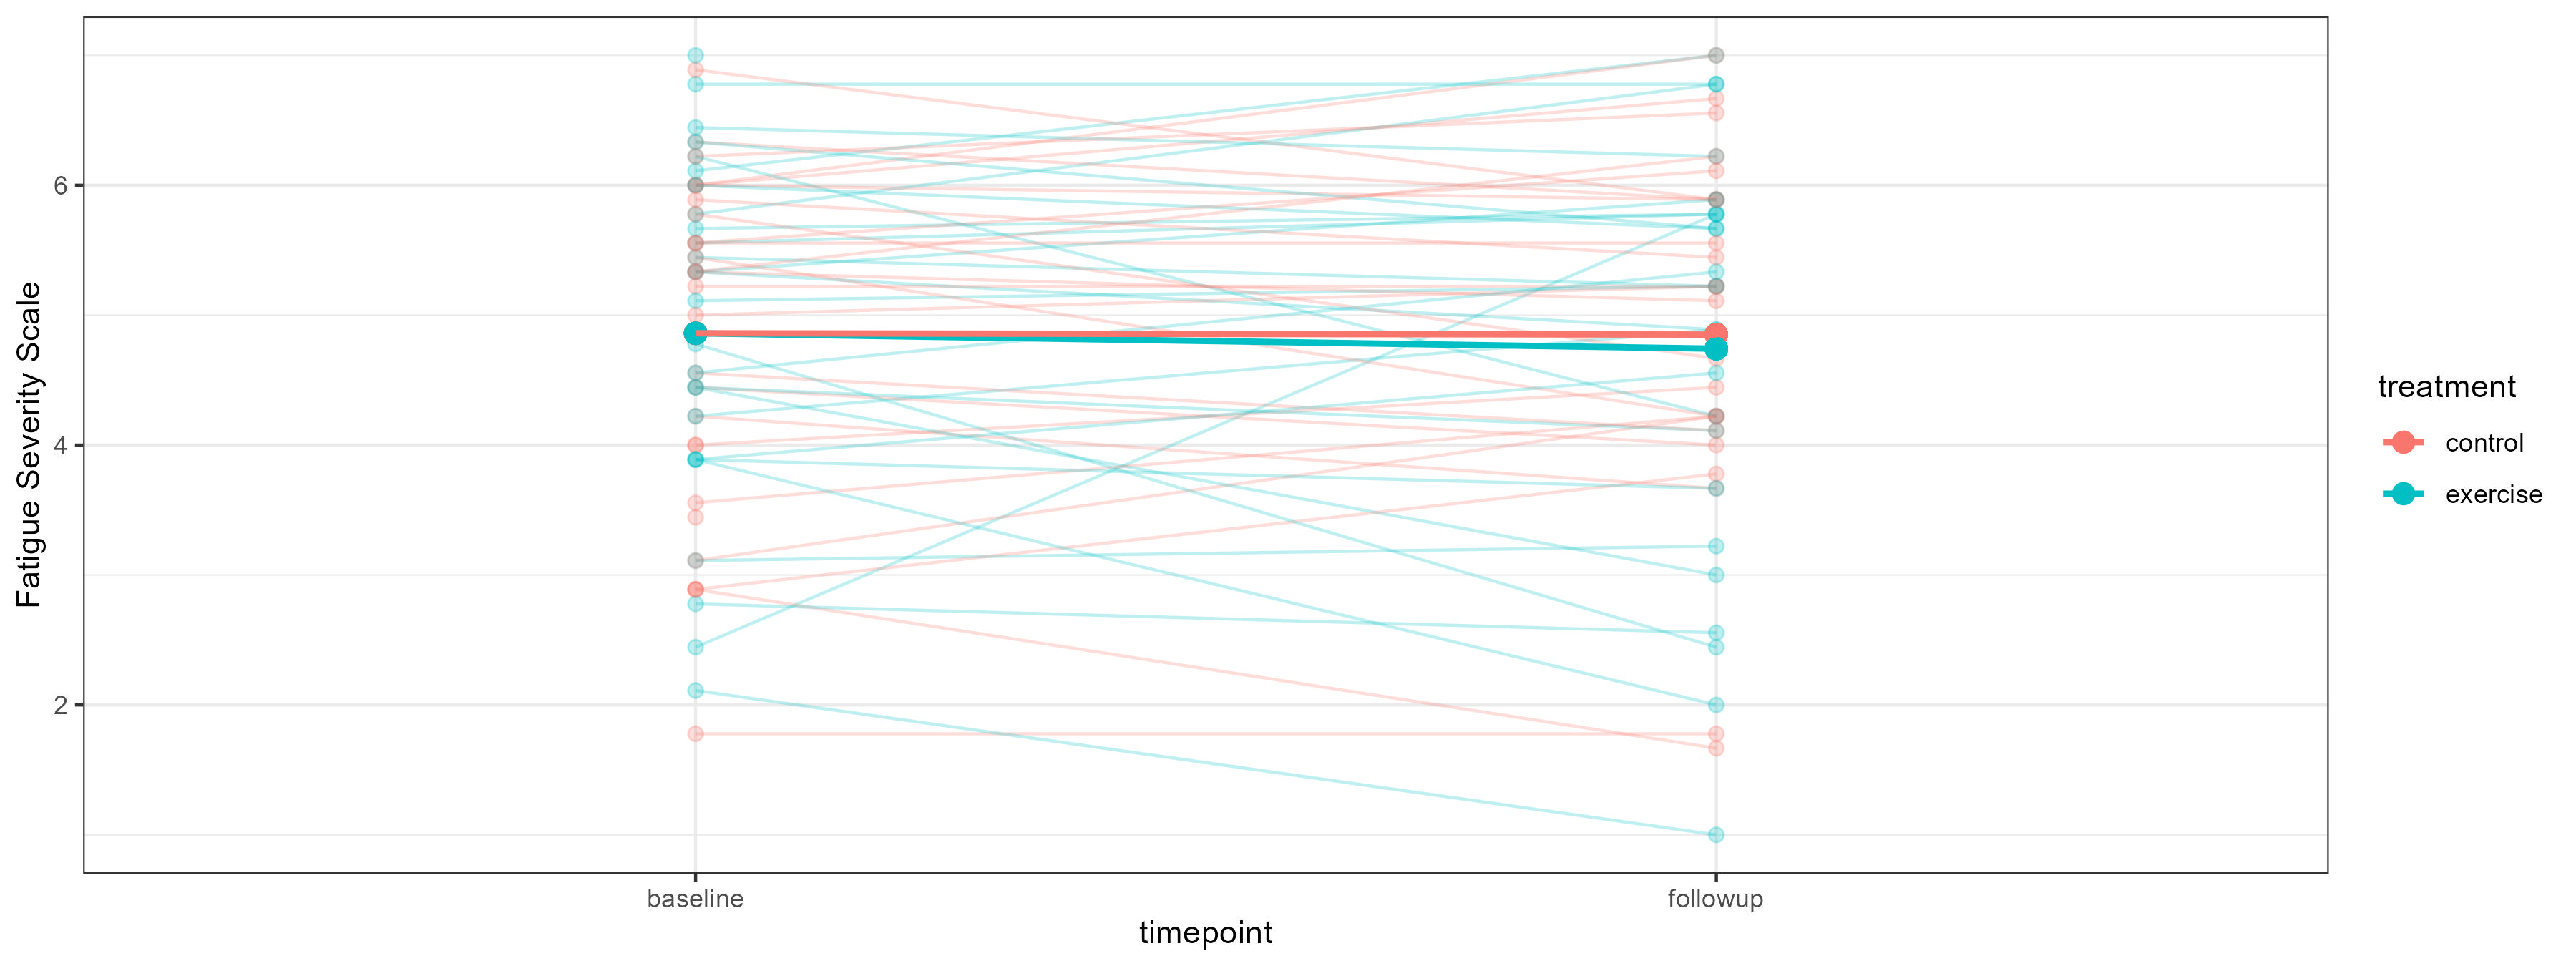 Fatigue Severity Scale
6
4
2
baseline
followup
timepoint
treatment
control
exercise